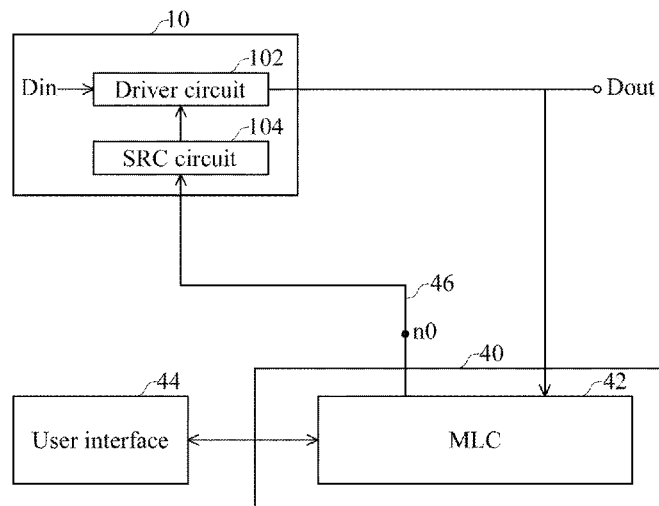 10
102
Din
Driver circuit
Dout
104
SRC circuit
46
n0
40
44
42
User interface
MLC